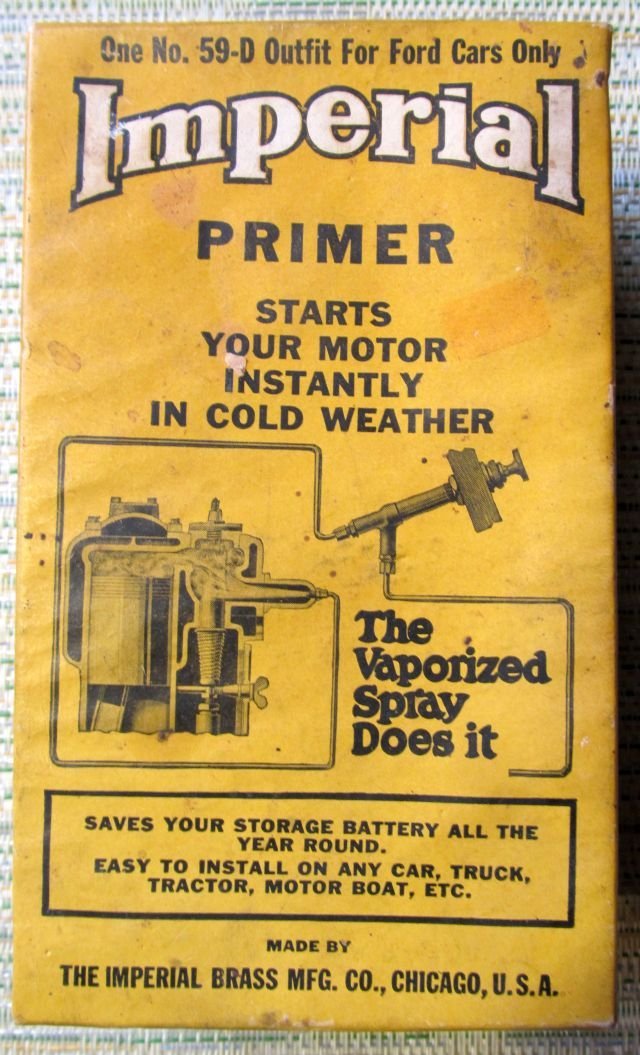 One No. 59-D Outfit For Ford Cars Only
Imperial
PRIMER
STARTS
YOUR MOTOR
INSTANTLY
IN COLD WEATHER
The
Vaporized
Spray
Does it
SAVES YOUR STORAGE BATTERY ALL THE
YEAR ROUND.
EASY TO INSTALL ON ANY CAR, TRUCK,
TRACTOR, MOTOR BOAT, ETC.
MADE BY
THE IMPERIAL BRASS MFG. CO., CHICAGO, U.S.A.